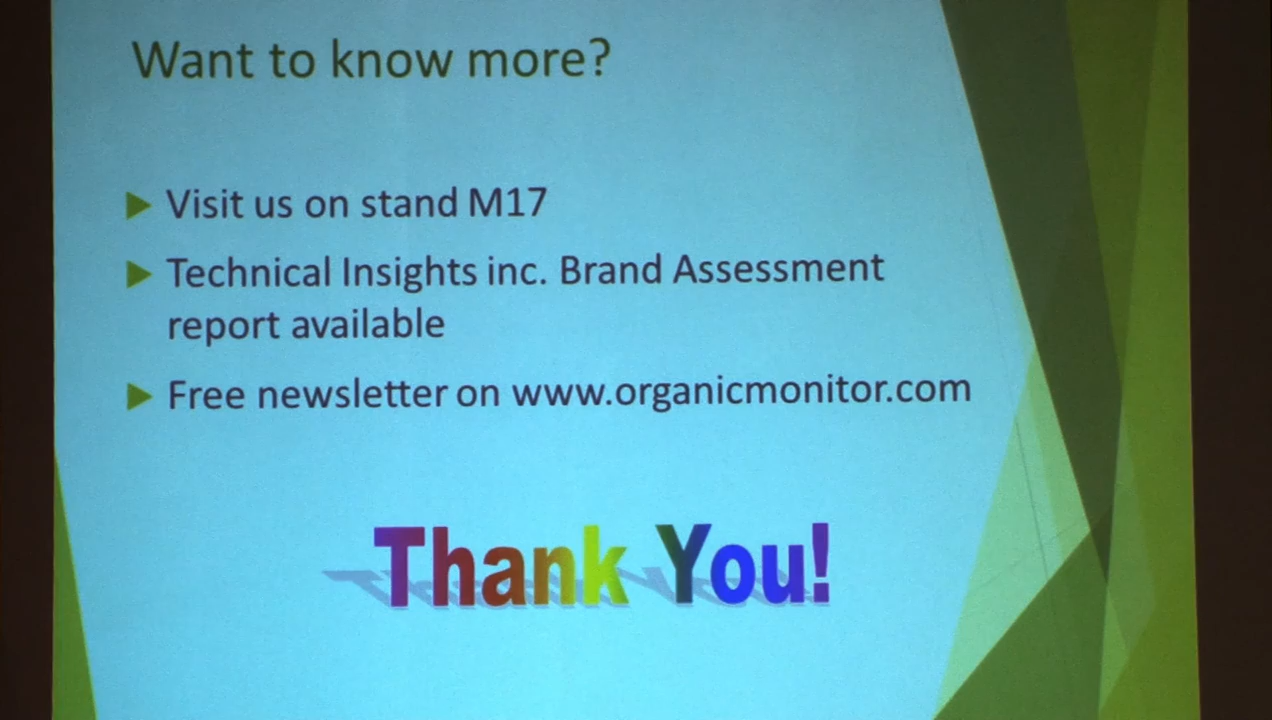 Want to know more?
Visit us on stand M17
Technical Insights inc. Brand Assessment
report available
Free newsletter on www.organicmonitor.com
Thank You!